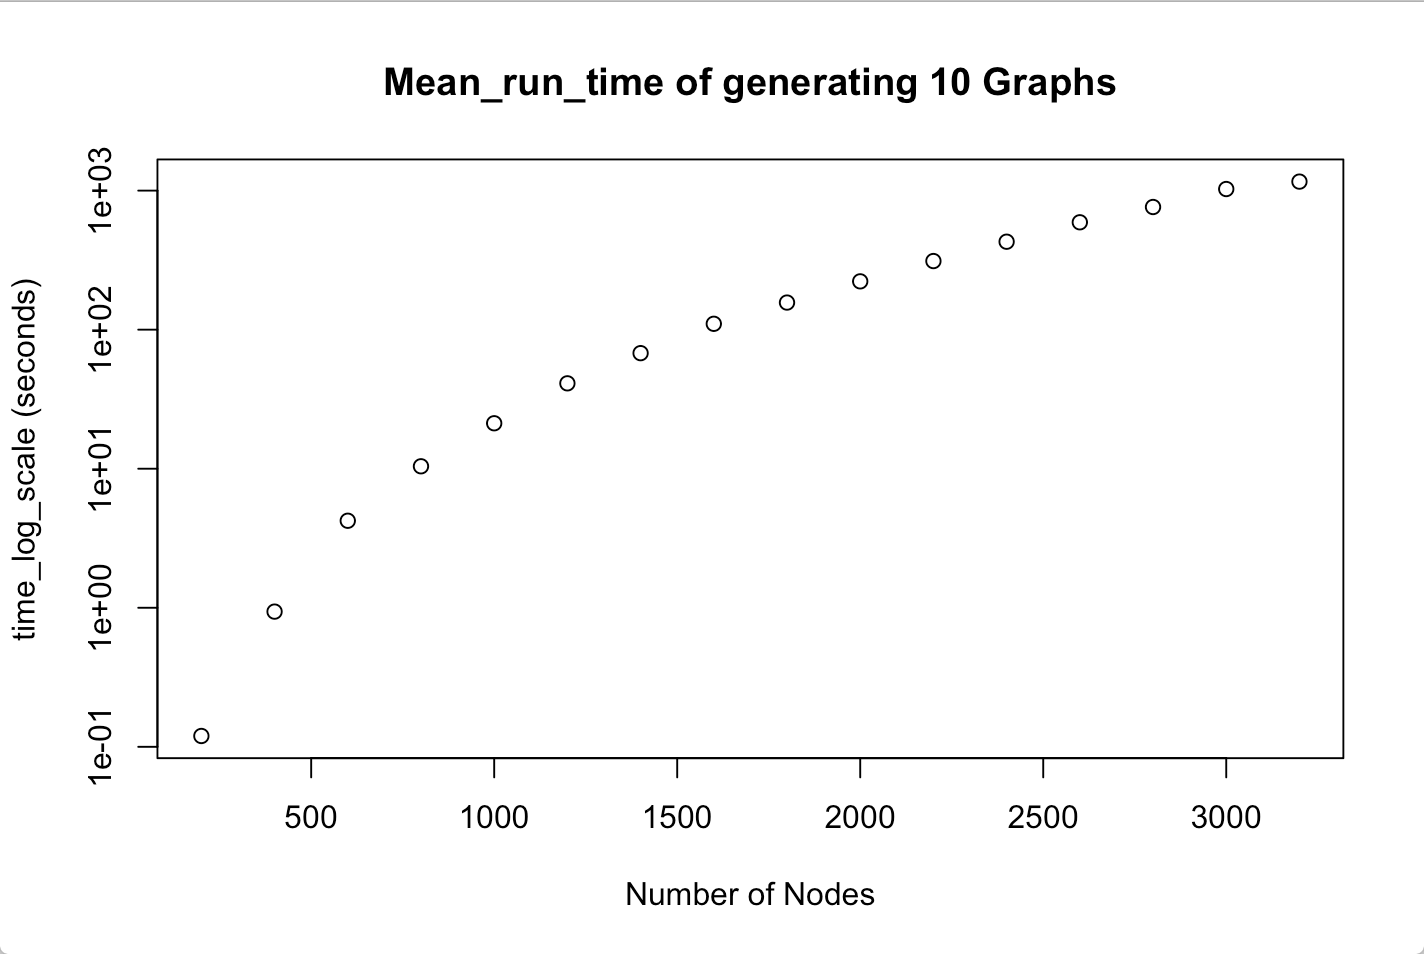 Mean_run_time of generating 10 Graphs
time_log_scale (seconds)
1e+03
1e+02
1e+01
1e+00
1e-01
500 1000 1500 2000 2500 3000
Number of Nodes